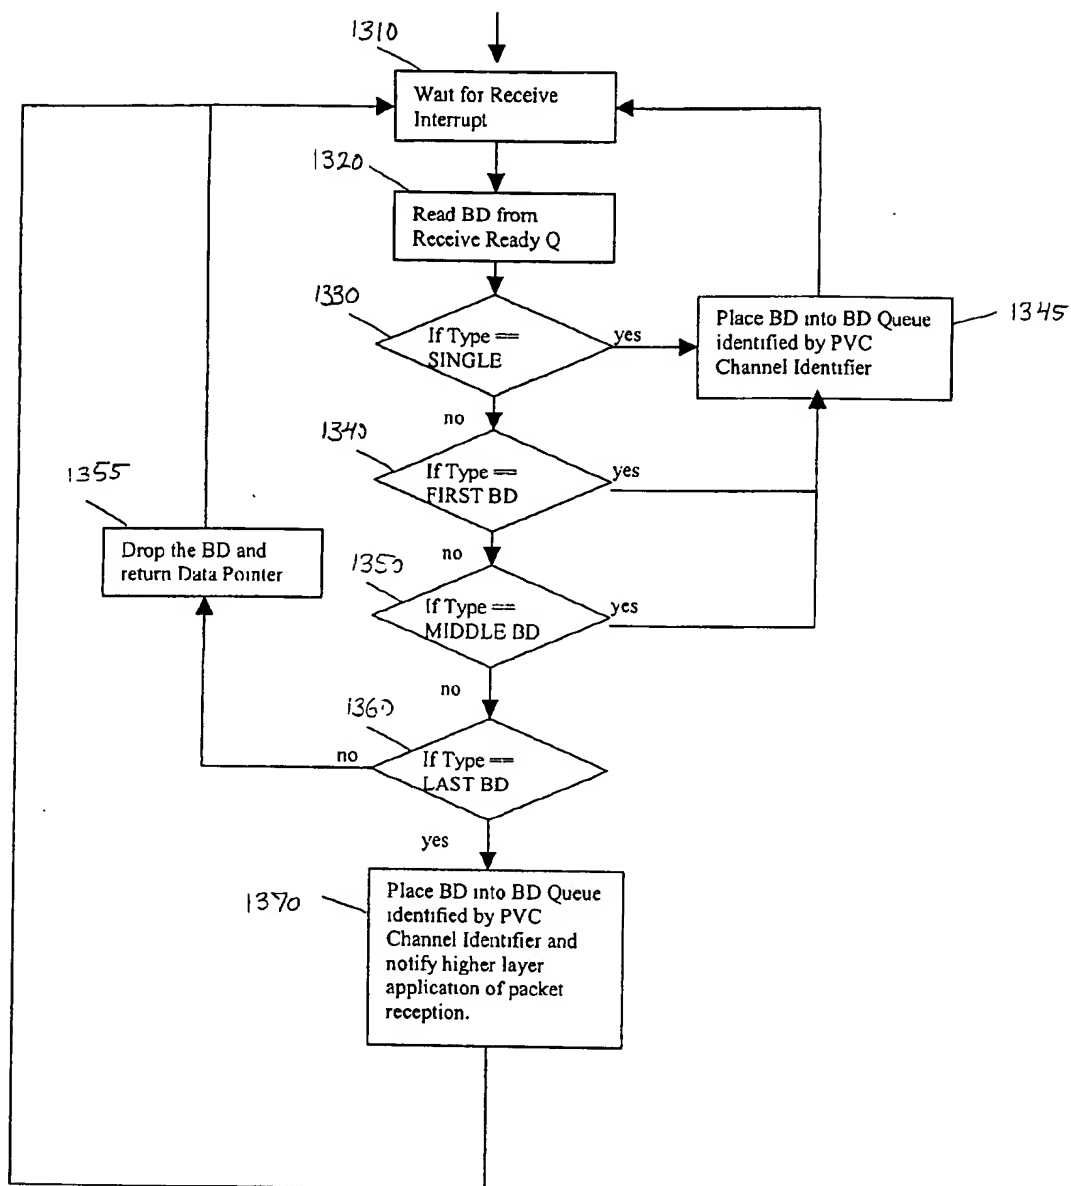 1310
Wait for Receive
Interrupt
1320
Read BD from
Receive Ready Q
1330
If Type ==
SINGLE
yes
Place BD into BD Queue
identified by PVC
Channel Identifier
1345
no
1340
If Type ==
FIRST BD
yes
1355
Drop the BD and
return Data Pointer
no
1350
If Type ==
MIDDLE BD
yes
no
1360
no
If Type ==
LAST BD
yes
1370
Place BD into BD Queue
identified by PVC
Channel Identifier and
notify higher layer
application of packet
reception.